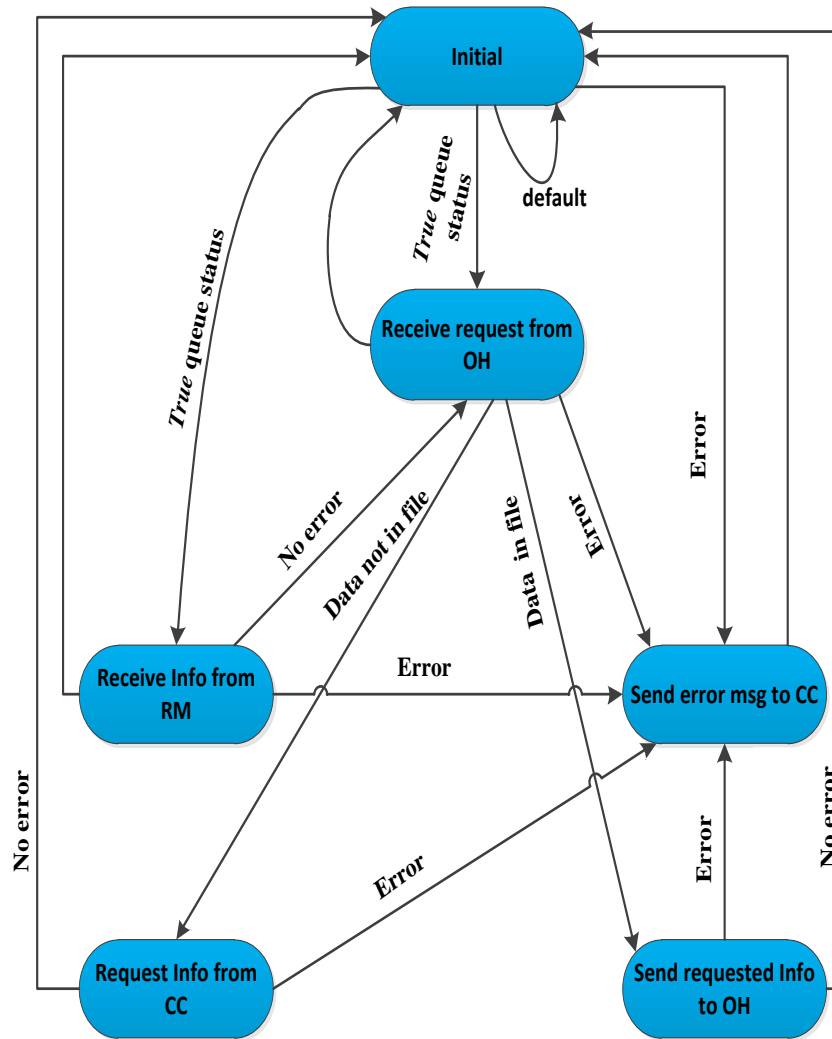 Initial
True queue
status
default
True queue status
Receive request from
OH
Error
No error
Data not in file
Data in file
Error
Receive Info from
RM
Error
Send error msg to CC
No error
Error
Error
No error
Request Info from
CC
Send requested Info
to OH